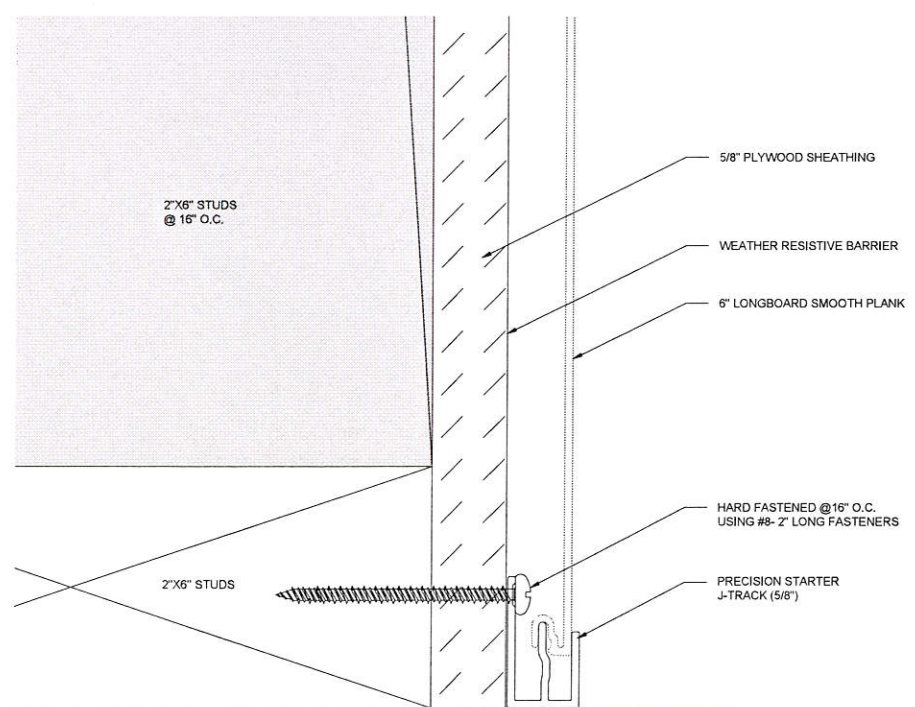 5/8" PLYWOOD SHEATHING
2"X6" STUDS
@ 16" O.C.
WEATHER RESISTIVE BARRIER
6" LONGBOARD SMOOTH PLANK
HARD FASTENED @16" O.C.
USING #8- 2" LONG FASTENERS
2"X6" STUDS
PRECISION STARTER
J-TRACK (5/8")